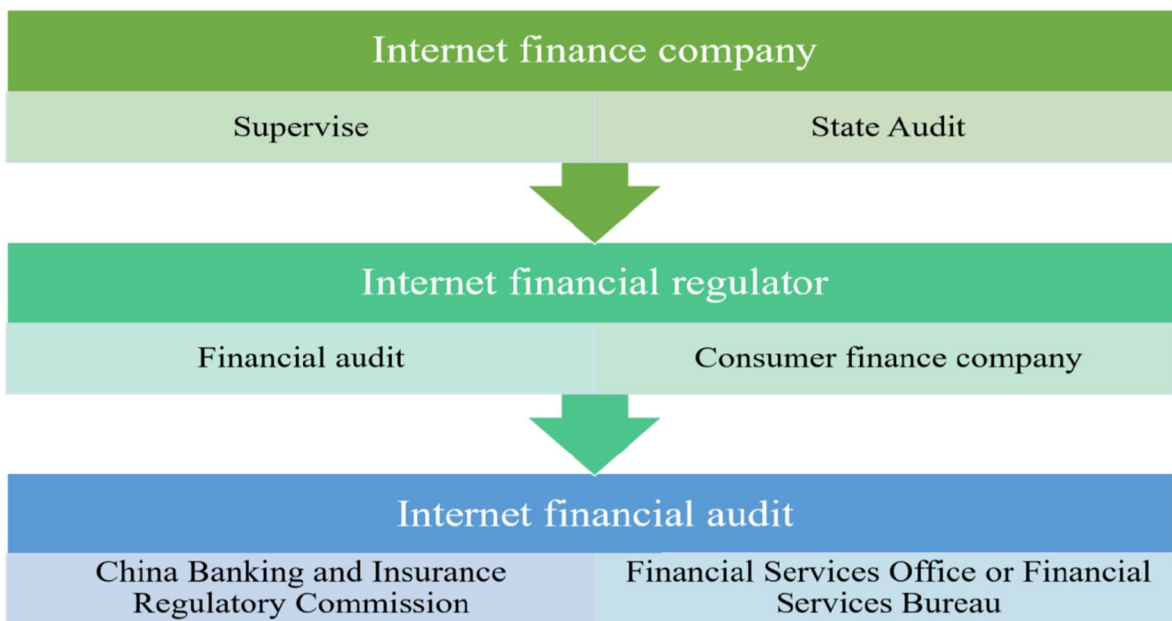 Internet finance company
Supervise
State Audit
Internet financial regulator
Financial audit
Consumer finance company
Internet financial audit
China Banking and Insurance
Regulatory Commission
Financial Services Office or Financial
Services Bureau